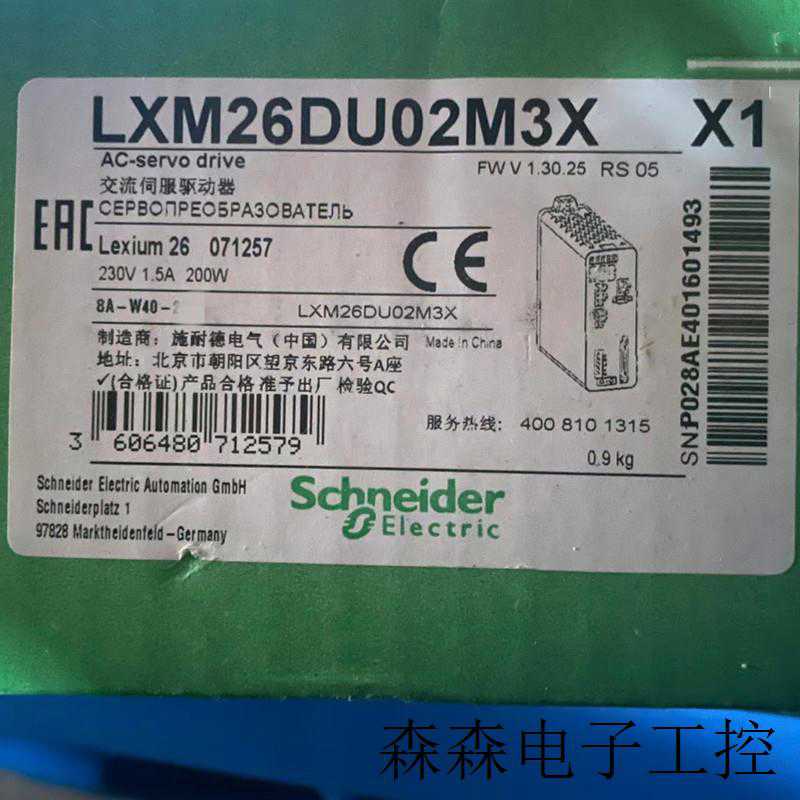 LXM26DU02M3X X1
AC-servo drive
FW V 1.30.25 RS 05
交流伺服驱动器
СЕРВОПРЕОБРАЗОВАТЕЛЬ
EAC
Lexium 26 071257
CE
230V 1.5A 200W
8A-W40-
LXM26DU02M3X
制造商: 施耐德电气(中国)有限公司 Made in China
地址: 北京市朝阳区望京东路六号A座
✓(合格证)产品合格 准予出厂 检验QC
服务热线: 400 810 1315
3 606480 712579
0.9 kg
SN P028AE401601493
Schneider Electric Automation GmbH
Schneiderplatz 1
97828 Marktheidenfeld-Germany
Schneider
Electric
森森电子工控